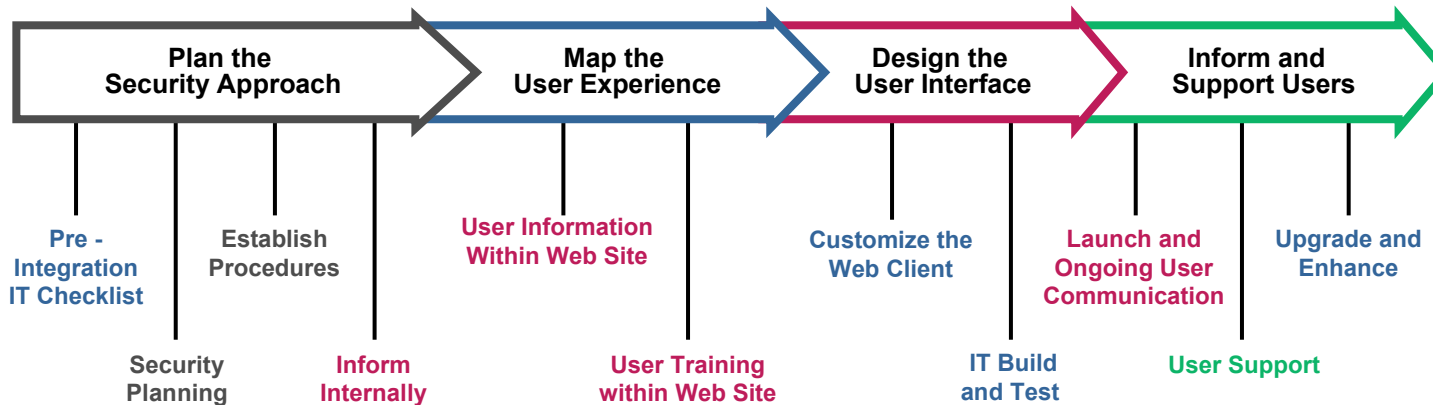 Plan the
Security Approach
Map the
User Experience
Design the
User Interface
Inform and
Support Users
Pre -
Integration
IT Checklist
Security
Planning
Establish
Procedures
Inform
Internally
User Information
Within Web Site
User Training
within Web Site
Customize the
Web Client
IT Build
and Test
Launch and
Ongoing User
Communication
User Support
Upgrade and
Enhance